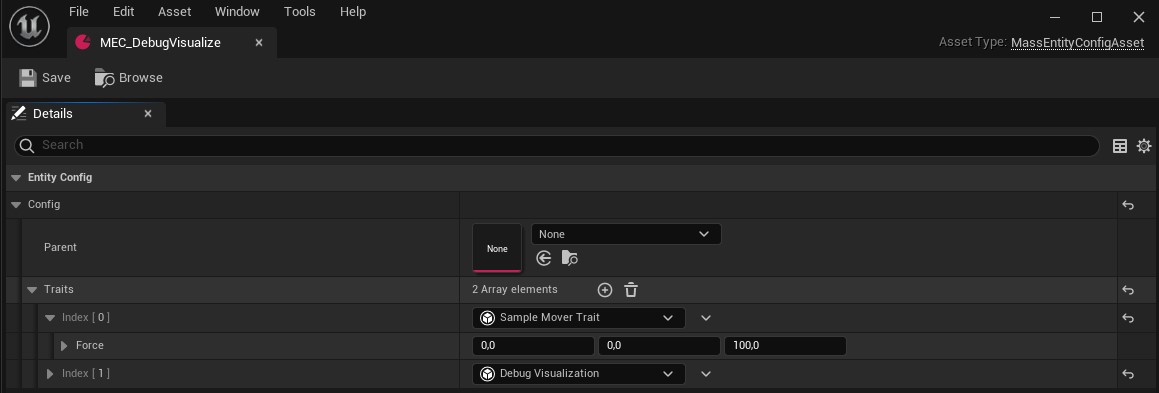 File Edit Asset Window Tools Help
MEC_DebugVisualize
Asset Type: MassEntityConfigAsset
Save Browse
Details
Search
Entity Config
Config
Parent
None
None
Traits
2 Array elements
Index [ 0 ]
Sample Mover Trait
Force
0,0 0,0 100,0
Index [ 1 ]
Debug Visualization